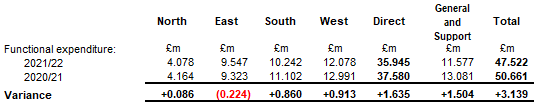 General
and
North East South West Direct Support Total
Functional expenditure: £m £m £m £m £m £m £m
2021/22 4.078 9.547 10.242 12.078 35.945 11.577 47.522
2020/21 4.164 9.323 11.102 12.991 37.580 13.081 50.661
Variance +0.086 (0.224) +0.860 +0.913 +1.635 +1.504 +3.139